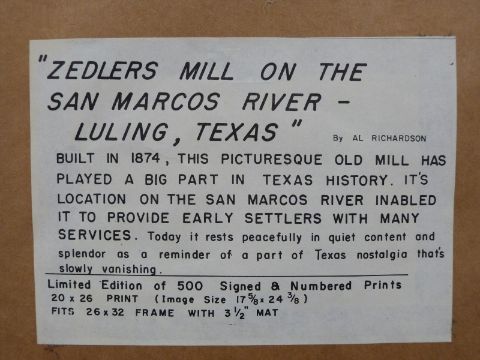 "ZEDLERS MILL ON THE
SAN MARCOS RIVER -
LULING, TEXAS" By AL RICHARDSON
BUILT IN 1874, THIS PICTURESQUE OLD MILL HAS
PLAYED A BIG PART IN TEXAS HISTORY. IT'S
LOCATION ON THE SAN MARCOS RIVER INABLED
IT TO PROVIDE EARLY SETTLERS WITH MANY
SERVICES. Today it rests peacefully in quiet content and
splendor as a reminder of a part of Texas nostalgia that's
slowly vanishing.
Limited Edition of 500 Signed & Numbered Prints
20 x 26 PRINT (Image Size 17 5/8 x 24 3/8)
FITS 26 x 32 FRAME WITH 3 1/2" MAT